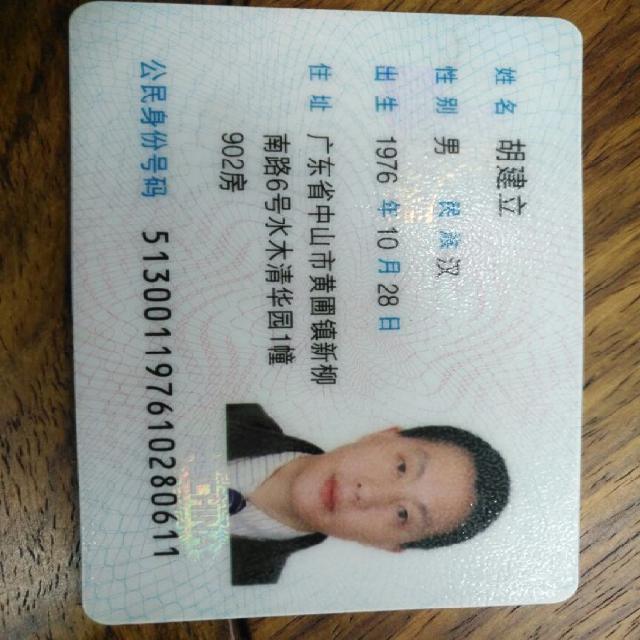 姓名 胡建立
性别 男 民族 汉
出生 1976 年 10 月 28 日
住址 广东省中山市黄圃镇新柳
南路6号水木清华园1幢
902房
公民身份号码 513001197610280611